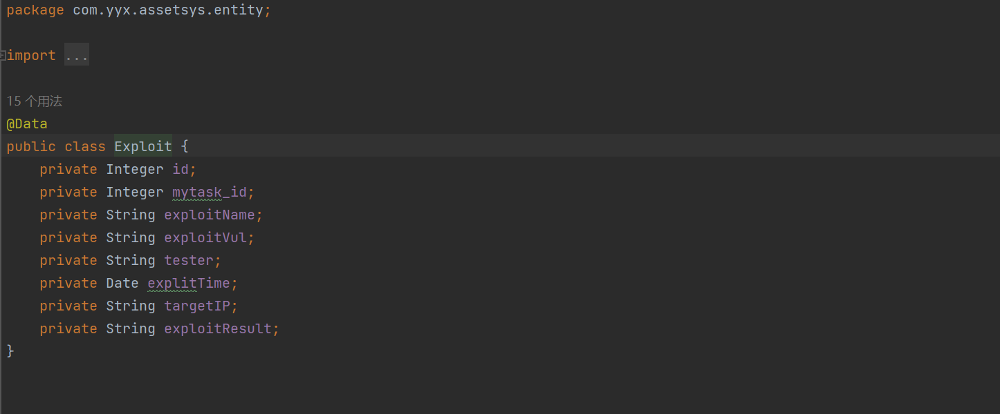 package com.yyx.assetsys.entity;
import ...
15 个用法
@Data
public class Exploit {
    private Integer id;
    private Integer mytask_id;
    private String exploitName;
    private String exploitVul;
    private String tester;
    private Date explitTime;
    private String targetIP;
    private String exploitResult;
}